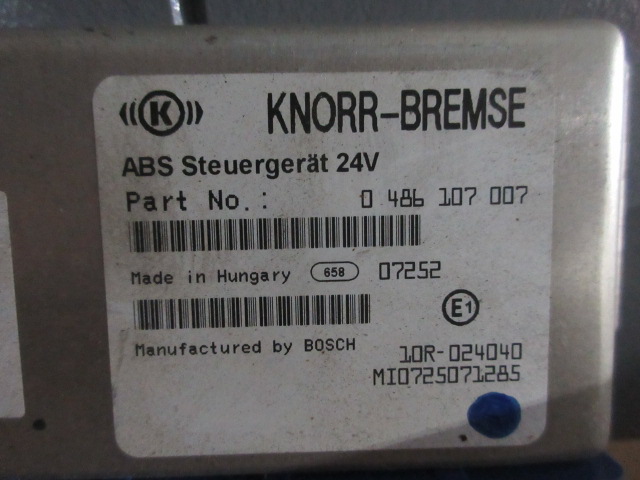 K KNORR-BREMSE
ABS Steuergerät 24V
Part No.: 0 486 107 007
Made in Hungary 658 07252
E1
Manufactured by BOSCH 10R-024040
MI0725071285